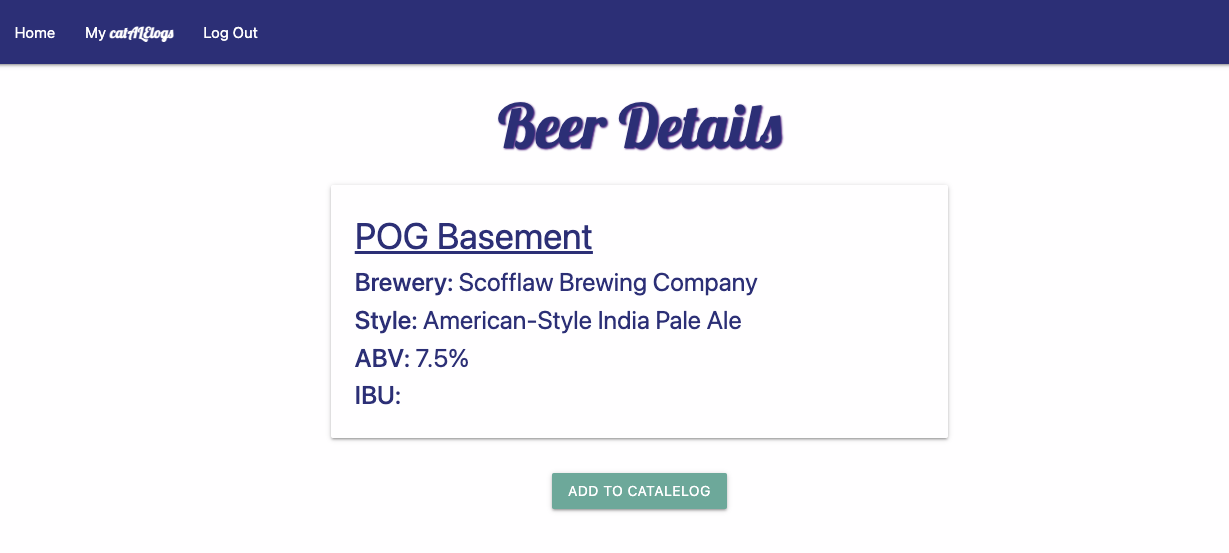 Home My catALElogs Log Out
Beer Details
POG Basement
Brewery: Scofflaw Brewing Company
Style: American-Style India Pale Ale
ABV: 7.5%
IBU:
ADD TO CATALELOG